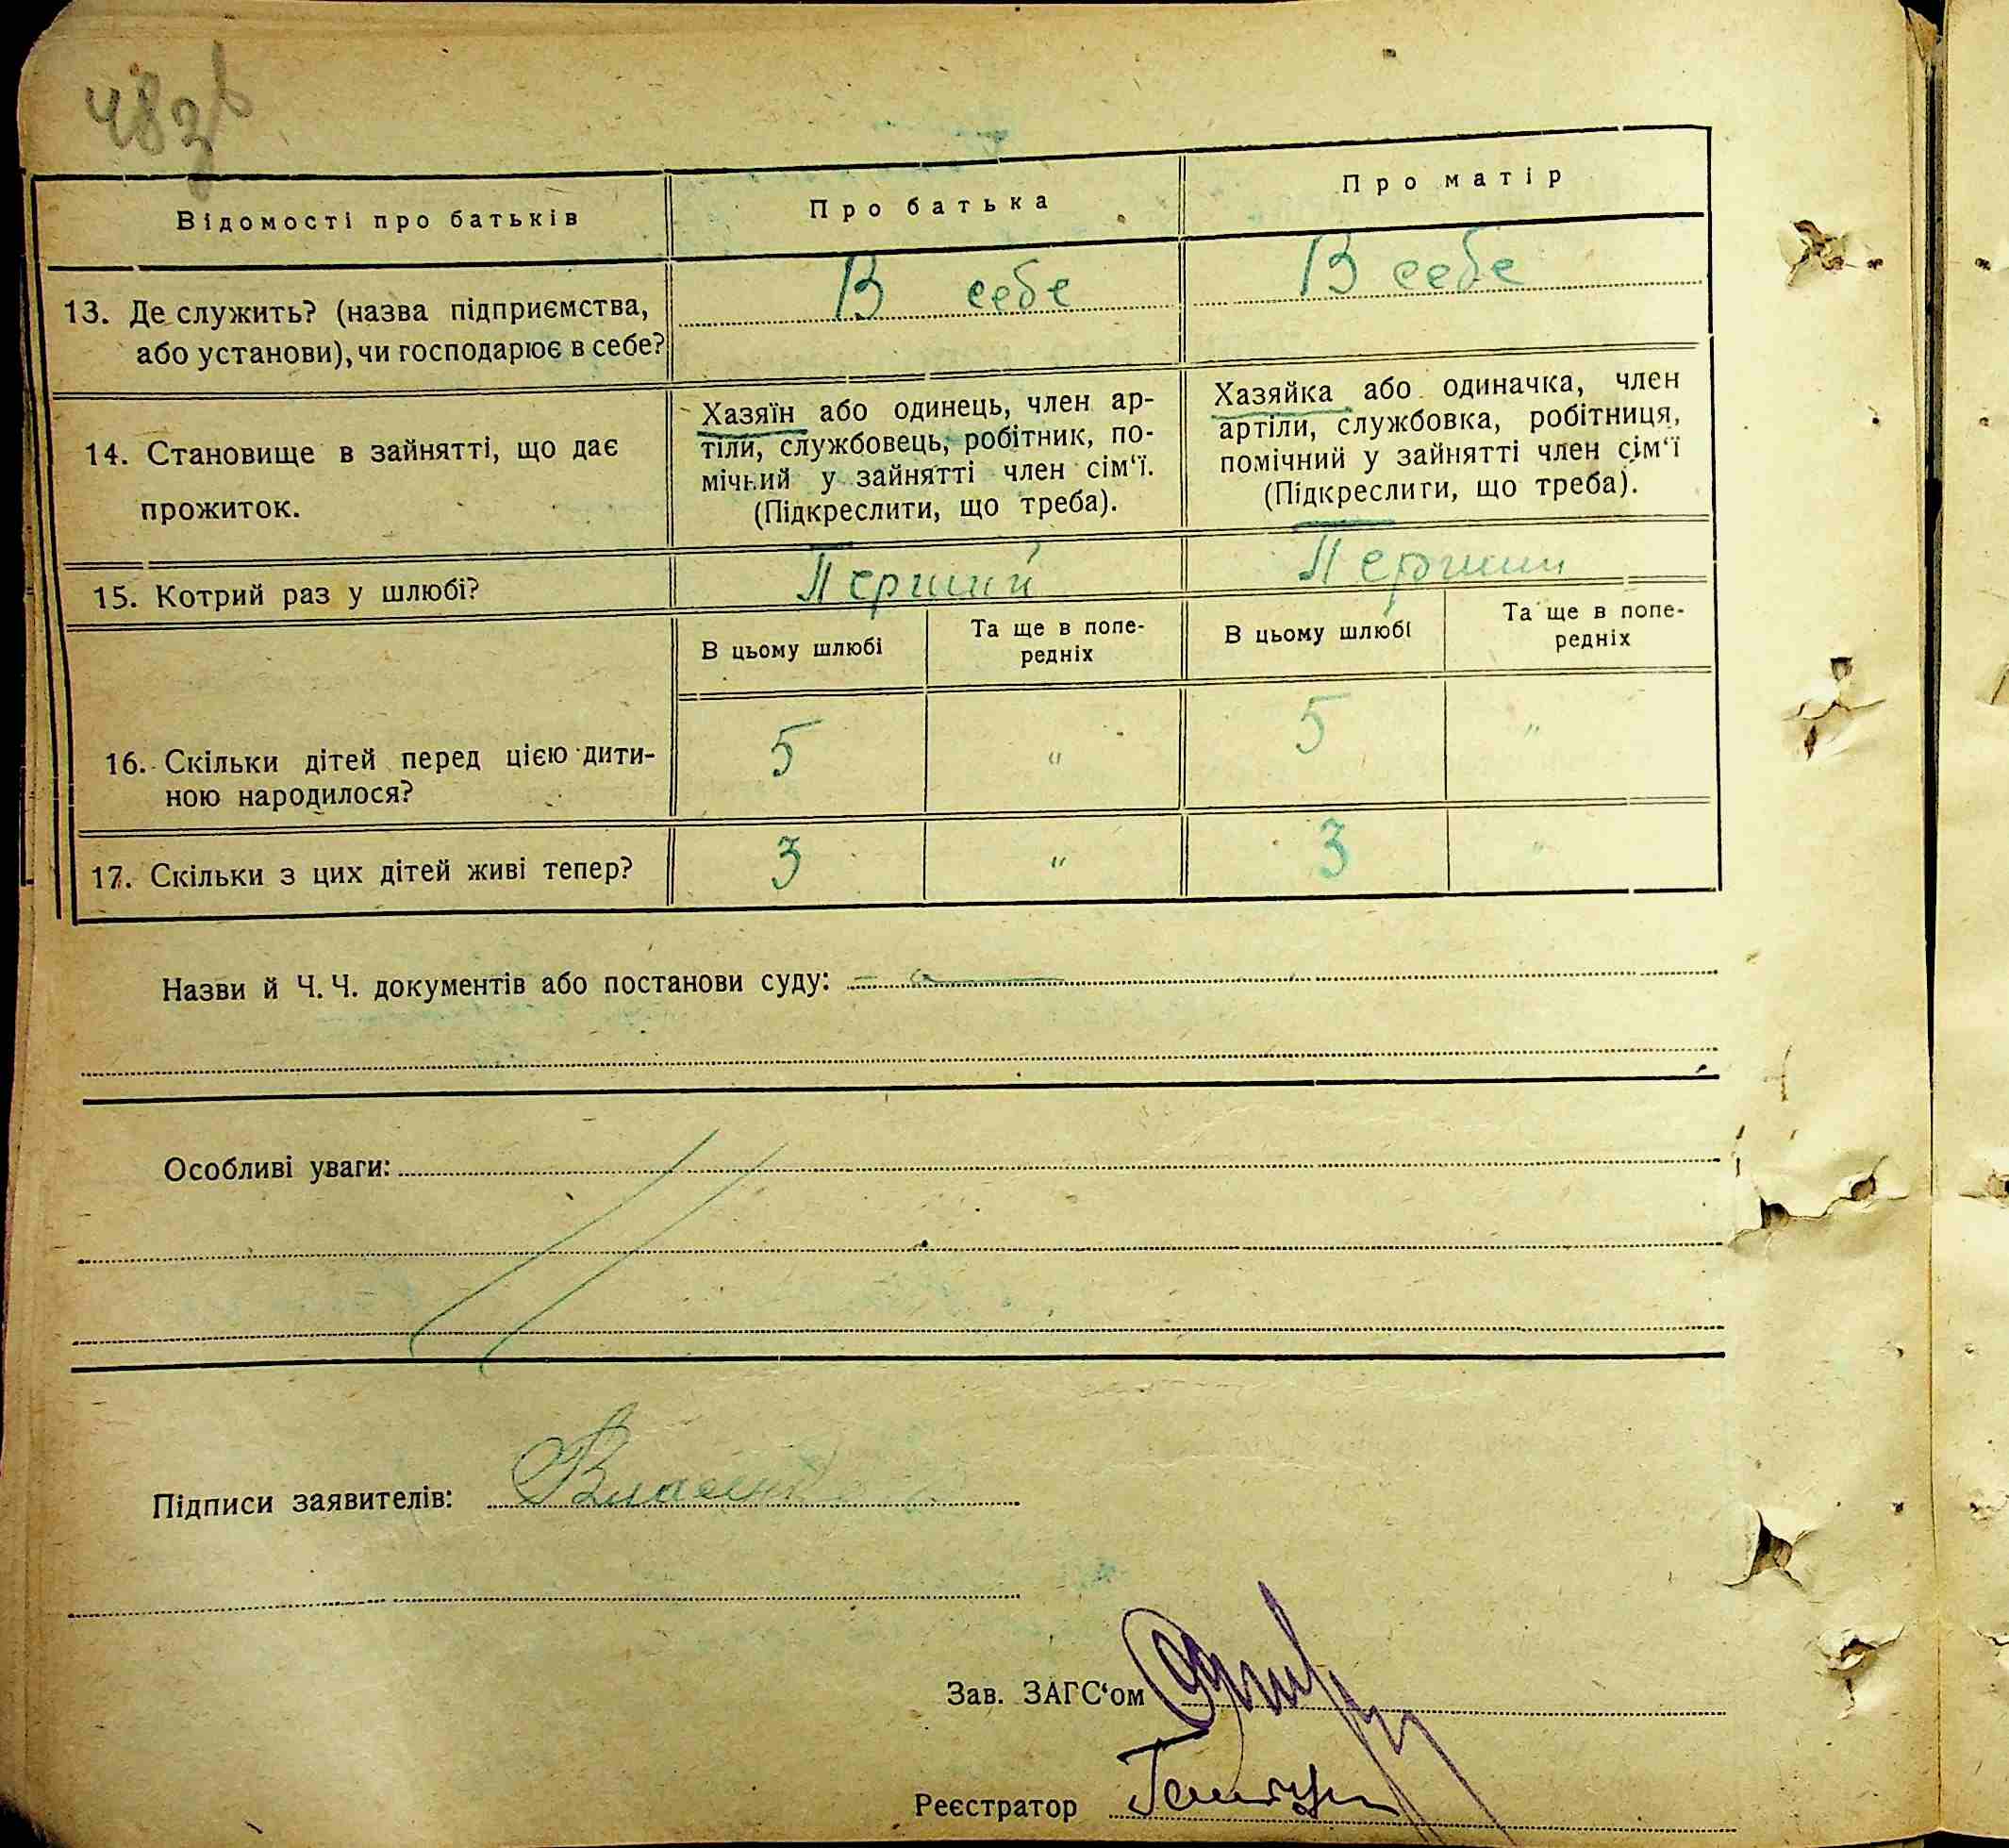 48зв
Відомості про батьків
Про батька
Про матір
13. Де служить? (назва підприємства,
або установи), чи господарює в себе?
В себе
В себе
14. Становище в зайнятті, що дає
прожиток.
Хазяїн або одинець, член ар-
тіли, службовець, робітник, по-
мічний у зайнятті член сім‘ї.
(Підкреслити, що треба).
Хазяйка або одиначка, член
артіли, службовка, робітниця,
помічний у зайнятті член сім‘ї
(Підкреслити, що треба).
15. Котрий раз у шлюбі?
Перший
Перший
В цьому шлюбі
Та ще в попе-
редніх
В цьому шлюбі
Та ще в попе-
редніх
16. Скільки дітей перед цією дити-
ною народилося?
5
"
5
"
17. Скільки з цих дітей живі тепер?
3
"
3
"
Назви й Ч. Ч. документів або постанови суду: —
Особливі уваги:
Підписи заявителів: Власенко
Зав. ЗАГС‘ом
Реєстратор